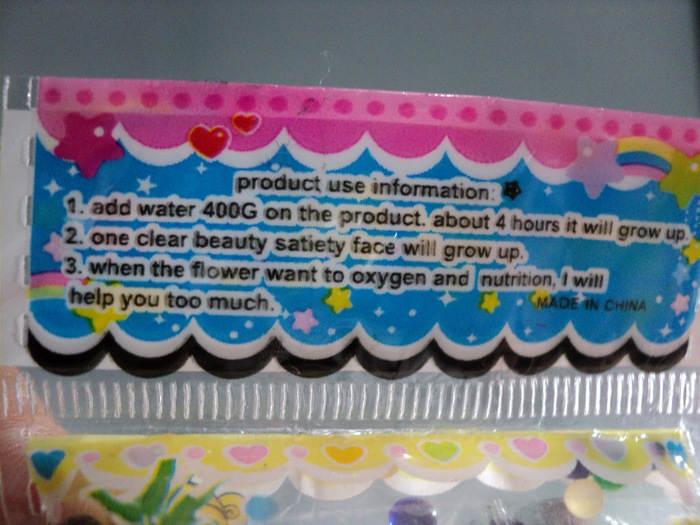 product use information:
1. add water 400G on the product. about 4 hours it will grow up.
2. one clear beauty satiety face will grow up.
3. when the flower want to oxygen and nutrition, I will
help you too much.
MADE IN CHINA